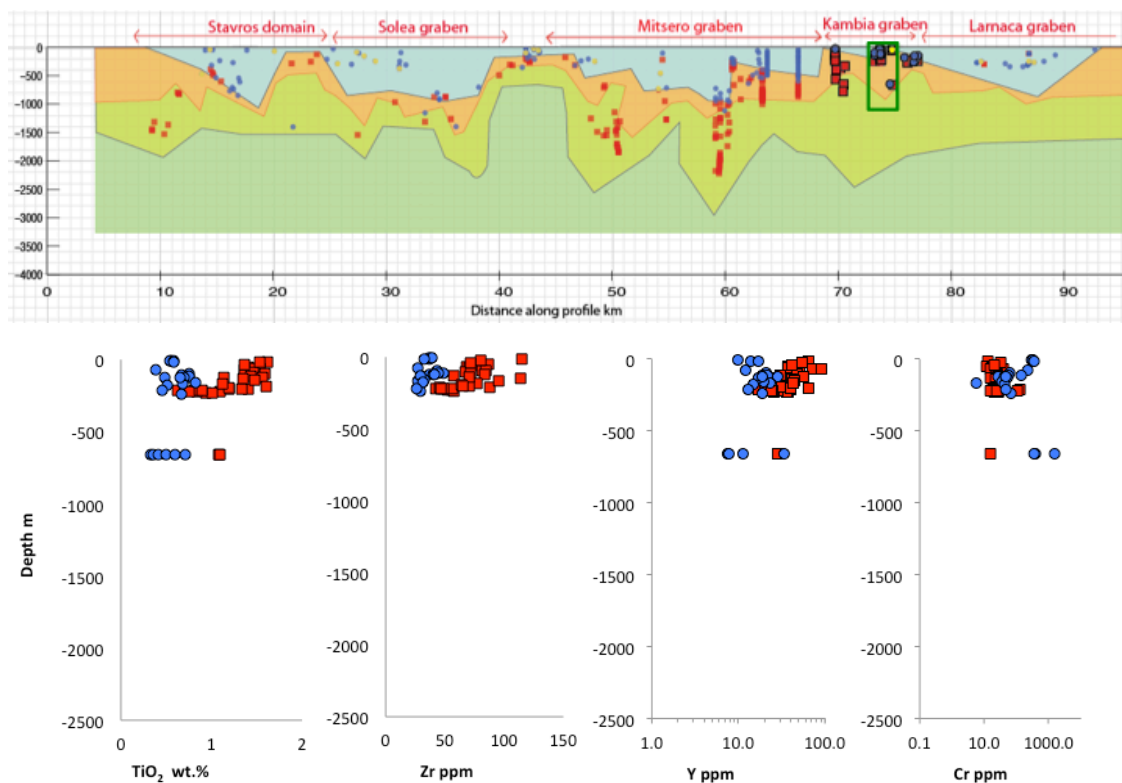 Stavros domain Solea graben Mitsero graben Kambia graben Larnaca graben
0
-500
-1000
-1500
-2000
-2500
-3000
-3500
-4000
0 10 20 30 40 50 60 70 80 90
Distance along profile km
Depth m
0
-500
-1000
-1500
-2000
-2500
0 1 2
TiO2 wt.%
0
-500
-1000
-1500
-2000
-2500
0 50 100 150
Zr ppm
0
-500
-1000
-1500
-2000
-2500
1.0 10.0 100.0
Y ppm
0
-500
-1000
-1500
-2000
-2500
0.1 10.0 1000.0
Cr ppm